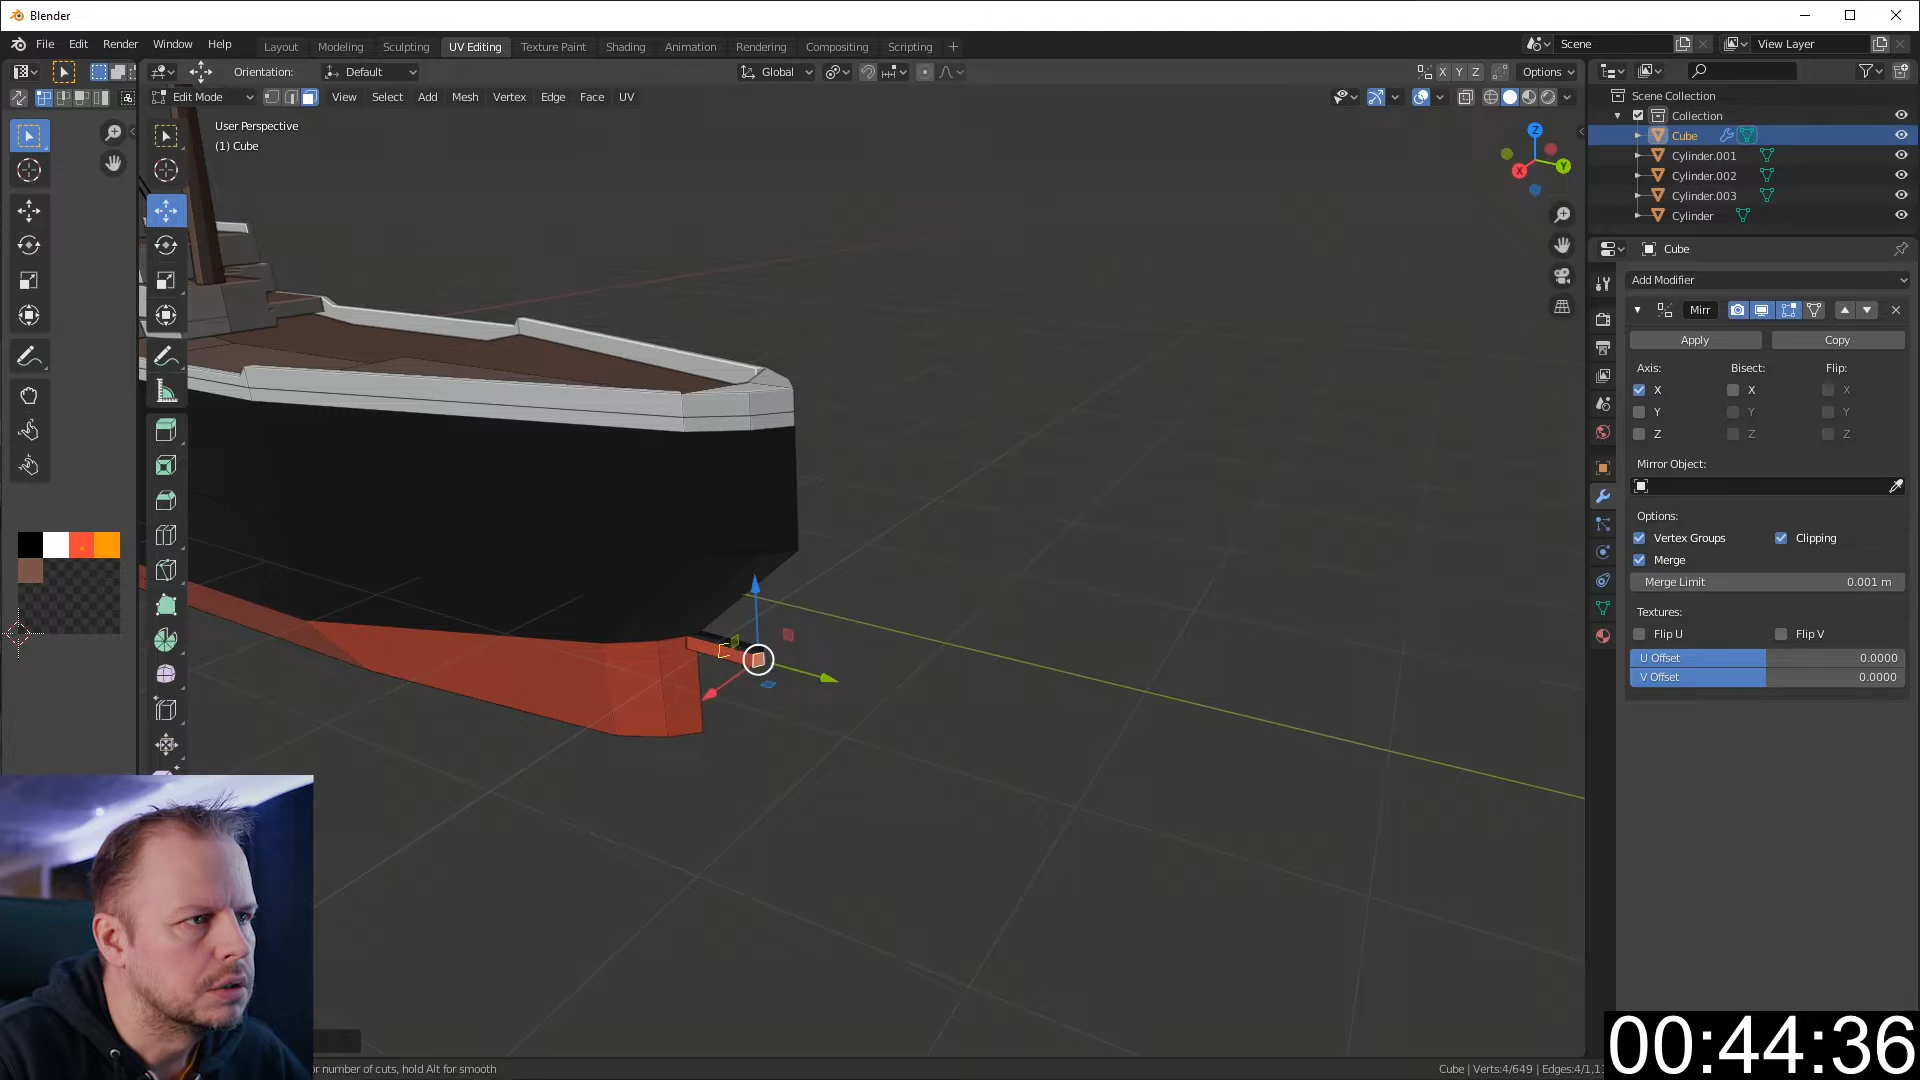 Blender
File Edit Render Window Help
Layout Modeling Sculpting UV Editing Texture Paint Shading Animation Rendering Compositing Scripting +
Scene
View Layer
Orientation: Default
Global
X Y Z
Options
Edit Mode
View Select Add Mesh Vertex Edge Face UV
User Perspective
(1) Cube
Z
Y
X
Scene Collection
Collection
Cube
Cylinder.001
Cylinder.002
Cylinder.003
Cylinder
Cube
Add Modifier
Mirr
Apply Copy
Axis: Bisect: Flip:
X X X
Y Y Y
Z Z Z
Mirror Object:
Options:
Vertex Groups Clipping
Merge
Merge Limit 0.001 m
Textures:
Flip U Flip V
U Offset 0.0000
V Offset 0.0000
or number of cuts, hold Alt for smooth
Cube | Verts:4/649 | Edges:4/1,1
00:44:36